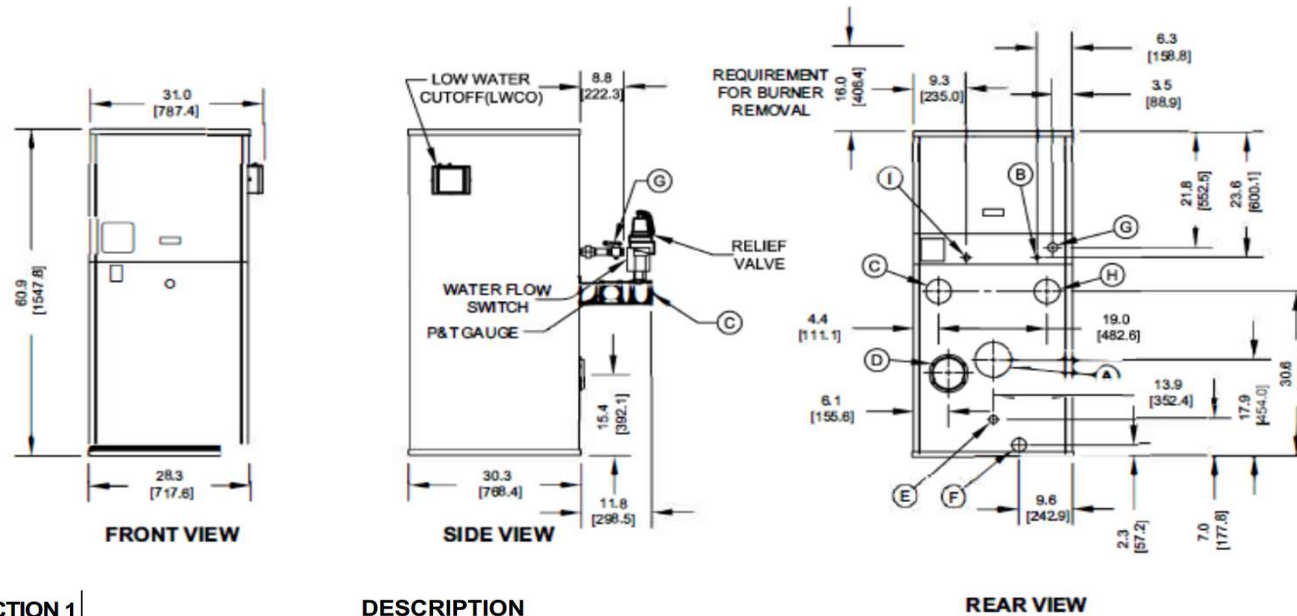 31.0
[787.4]
60.9
[1547.8]
28.3
[717.6]
FRONT VIEW
LOW WATER
CUTOFF(LWCO)
8.8
[222.3]
G
RELIEF
VALVE
WATER FLOW
SWITCH
P&T GAUGE
C
15.4
[392.1]
30.3
[768.4]
11.8
[298.5]
SIDE VIEW
REQUIREMENT
FOR BURNER
REMOVAL
16.0
[406.4]
9.3
[235.0]
6.3
[158.8]
3.5
[88.9]
21.8
[552.5]
23.6
[600.1]
I
B
G
C
H
4.4
[111.1]
19.0
[482.6]
D
A
6.1
[155.6]
13.9
[352.4]
17.9
[454.0]
30.6
E
F
9.6
[242.9]
2.3
[57.2]
7.0
[177.8]
REAR VIEW
CTION 1
DESCRIPTION